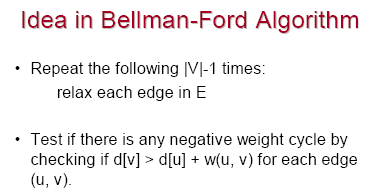 Idea in Bellman-Ford Algorithm
• Repeat the following |V|-1 times:
relax each edge in E
• Test if there is any negative weight cycle by
checking if d[v] > d[u] + w(u, v) for each edge
(u, v).